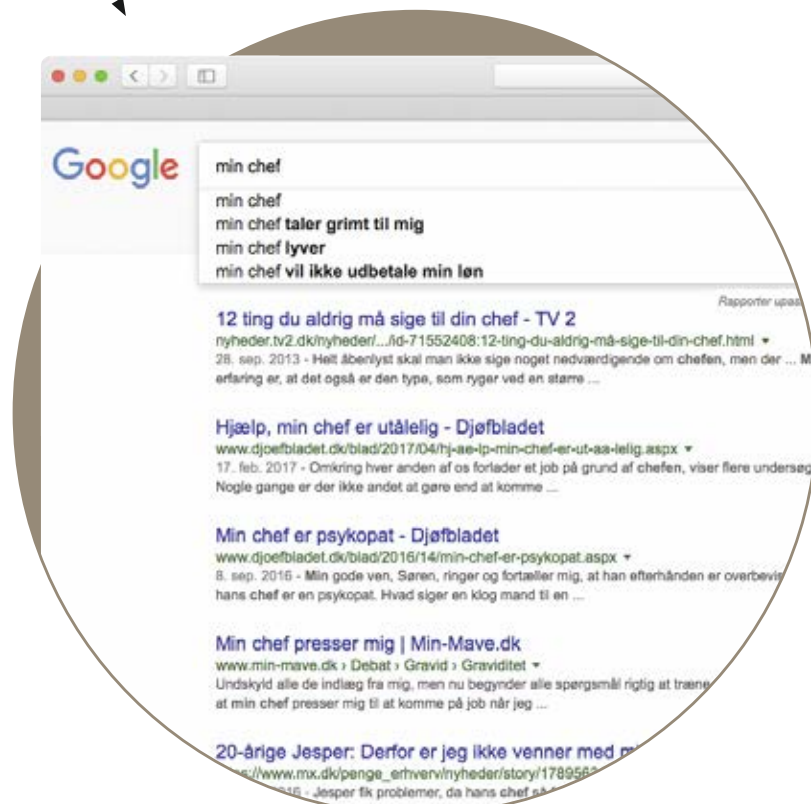 Google
min chef
min chef
min chef taler grimt til mig
min chef lyver
min chef vil ikke udbetale min løn
Rapporter
12 ting du aldrig må sige til din chef - TV 2
nyheder.tv2.dk/nyheder/.../id-71552408:12-ting-du-aldrig-må-sige-til-din-chef.html
28. sep. 2013 - Helt åbenlyst skal man ikke sige noget nedværdigende om chefen, men der ... M
erfaring er, at det også er den type, som ryger ved en større ...
Hjælp, min chef er utålelig - Djøfbladet
www.djoefbladet.dk/blad/2017/04/hj-ae-lp-min-chef-er-ut-aa-lelig.aspx
17. feb. 2017 - Omkring hver anden af os forlader et job på grund af chefen, viser flere undersøg
Nogle gange er der ikke andet at gøre end at komme ...
Min chef er psykopat - Djøfbladet
www.djoefbladet.dk/blad/2016/14/min-chef-er-psykopat.aspx
8. sep. 2016 - Min gode ven, Søren, ringer og fortæller mig, at han efterhånden er overbevis
hans chef er en psykopat. Hvad siger en klog mand til en ...
Min chef presser mig | Min-Mave.dk
www.min-mave.dk › Debat › Gravid › Graviditet
Undskyld alle de indlæg fra mig, men nu begynder alle spørgsmål rigtig at træne
at min chef presser mig til at komme på job når jeg ...
20-årige Jesper: Derfor er jeg ikke venner med m
://www.mx.dk/penge_erhverv/nyheder/story/178956
2016 - Jesper fik problemer, da hans chef så